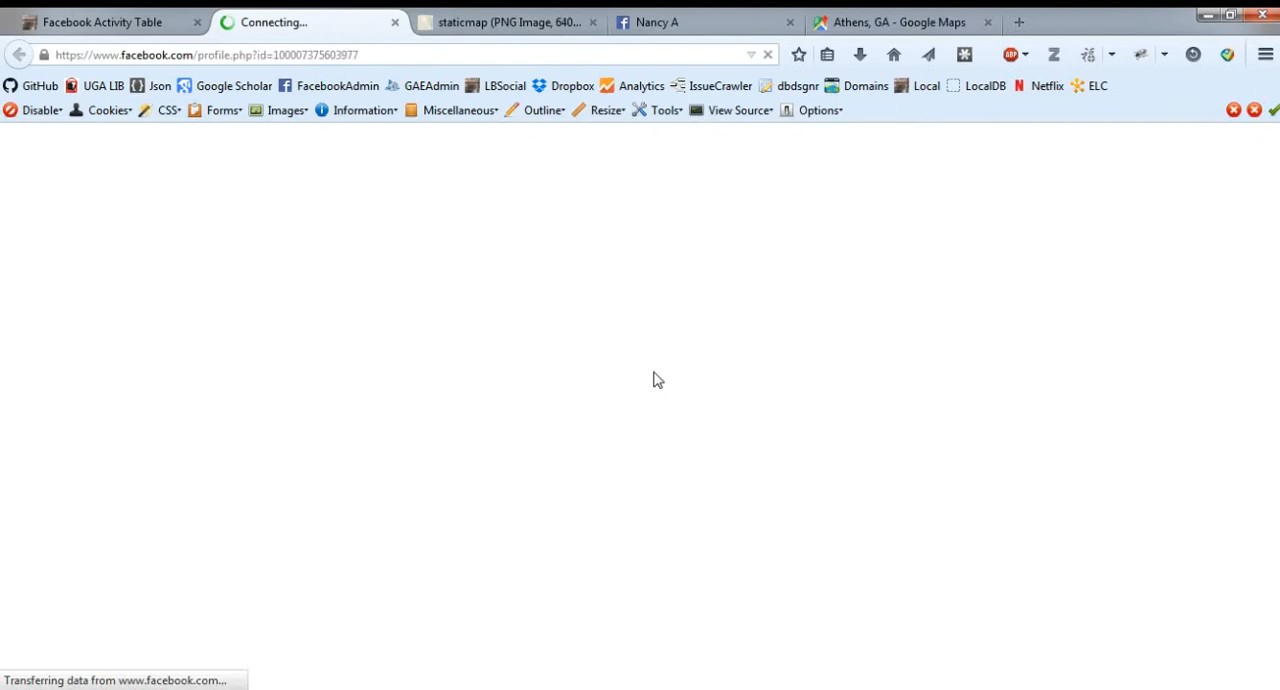 Facebook Activity Table Connecting... staticmap (PNG Image, 640... Nancy A Athens, GA - Google Maps
https://www.facebook.com/profile.php?id=100007375603977
GitHub UGA LIB Json Google Scholar FacebookAdmin GAEAdmin LBSocial Dropbox Analytics IssueCrawler dbdsgnr Domains Local LocalDB Netflix ELC
Disable Cookies CSS Forms Images Information Miscellaneous Outline Resize Tools View Source Options
Transferring data from www.facebook.com...